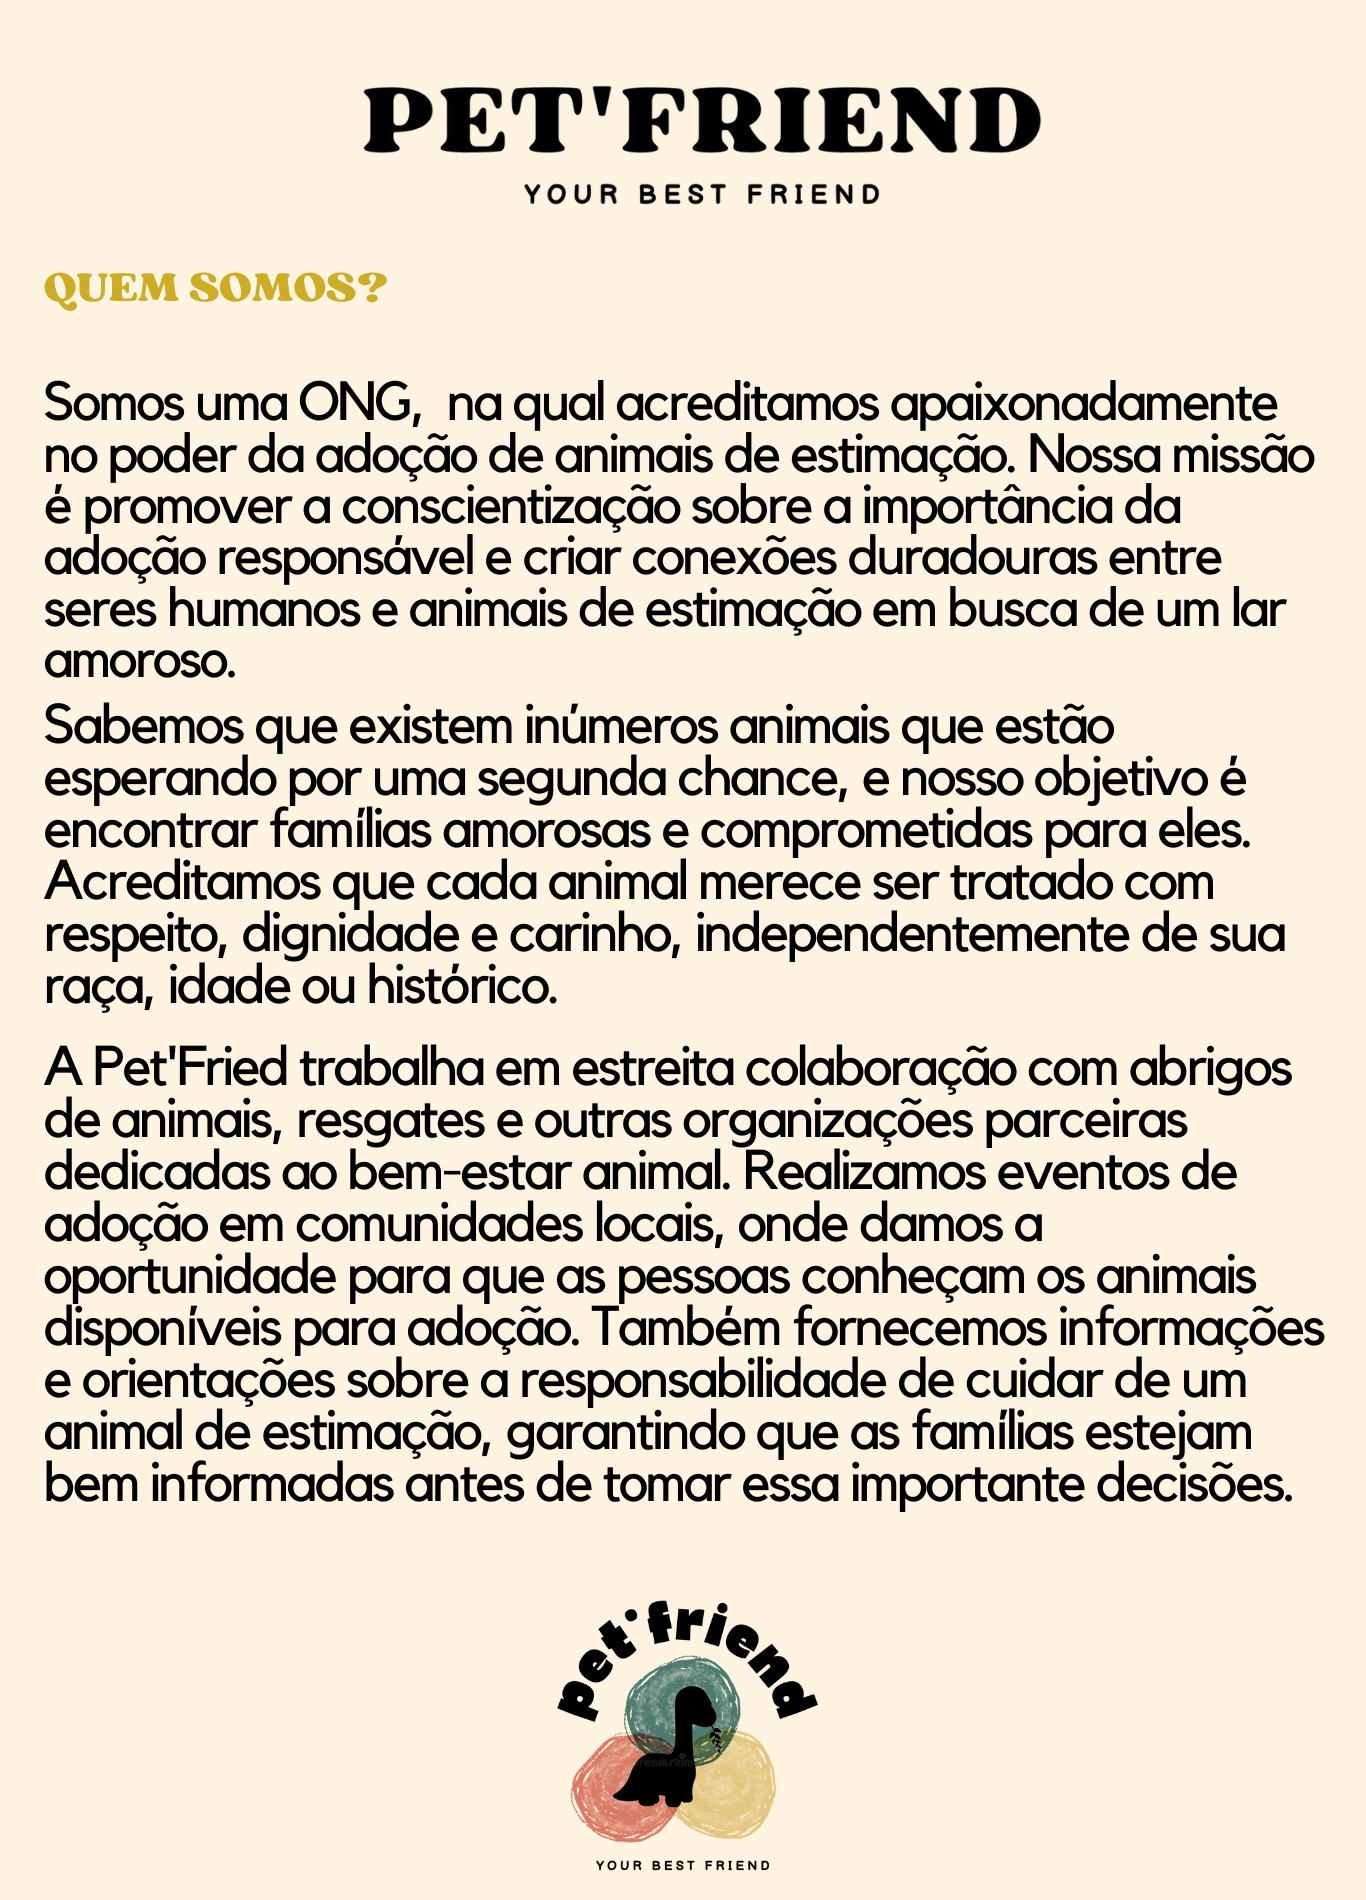 PET'FRIEND
YOUR BEST FRIEND
QUEM SOMOS?
Somos uma ONG,  na qual acreditamos apaixonadamente
no poder da adoção de animais de estimação. Nossa missão
é promover a conscientização sobre a importância da
adoção responsável e criar conexões duradouras entre
seres humanos e animais de estimação em busca de um lar
amoroso.
Sabemos que existem inúmeros animais que estão
esperando por uma segunda chance, e nosso objetivo é
encontrar famílias amorosas e comprometidas para eles.
Acreditamos que cada animal merece ser tratado com
respeito, dignidade e carinho, independentemente de sua
raça, idade ou histórico.
A Pet'Fried trabalha em estreita colaboração com abrigos
de animais, resgates e outras organizações parceiras
dedicadas ao bem-estar animal. Realizamos eventos de
adoção em comunidades locais, onde damos a
oportunidade para que as pessoas conheçam os animais
disponíveis para adoção. Também fornecemos informações
e orientações sobre a responsabilidade de cuidar de um
animal de estimação, garantindo que as famílias estejam
bem informadas antes de tomar essa importante decisões.
pet'friend
YOUR BEST FRIEND